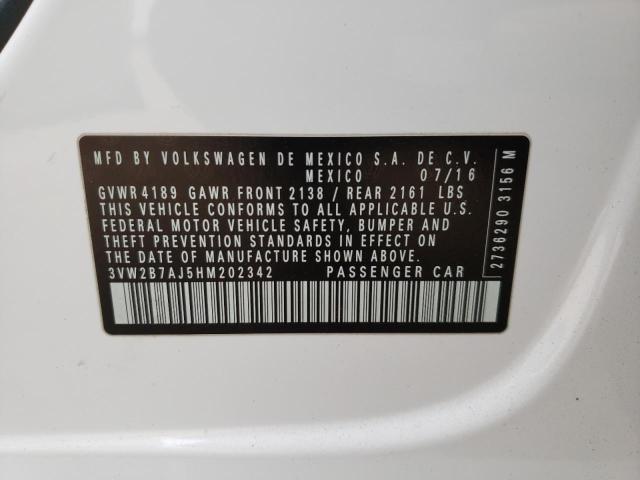 MFD BY VOLKSWAGEN DE MEXICO S.A. DE C.V.
MEXICO 07/16
GVWR 4189 GAWR FRONT 2138 / REAR 2161 LBS
THIS VEHICLE CONFORMS TO ALL APPLICABLE U.S.
FEDERAL MOTOR VEHICLE SAFETY, BUMPER AND
THEFT PREVENTION STANDARDS IN EFFECT ON
THE DATE OF MANUFACTURE SHOWN ABOVE.
3VW2B7AJ5HM202342 PASSENGER CAR
2736290 3156 M